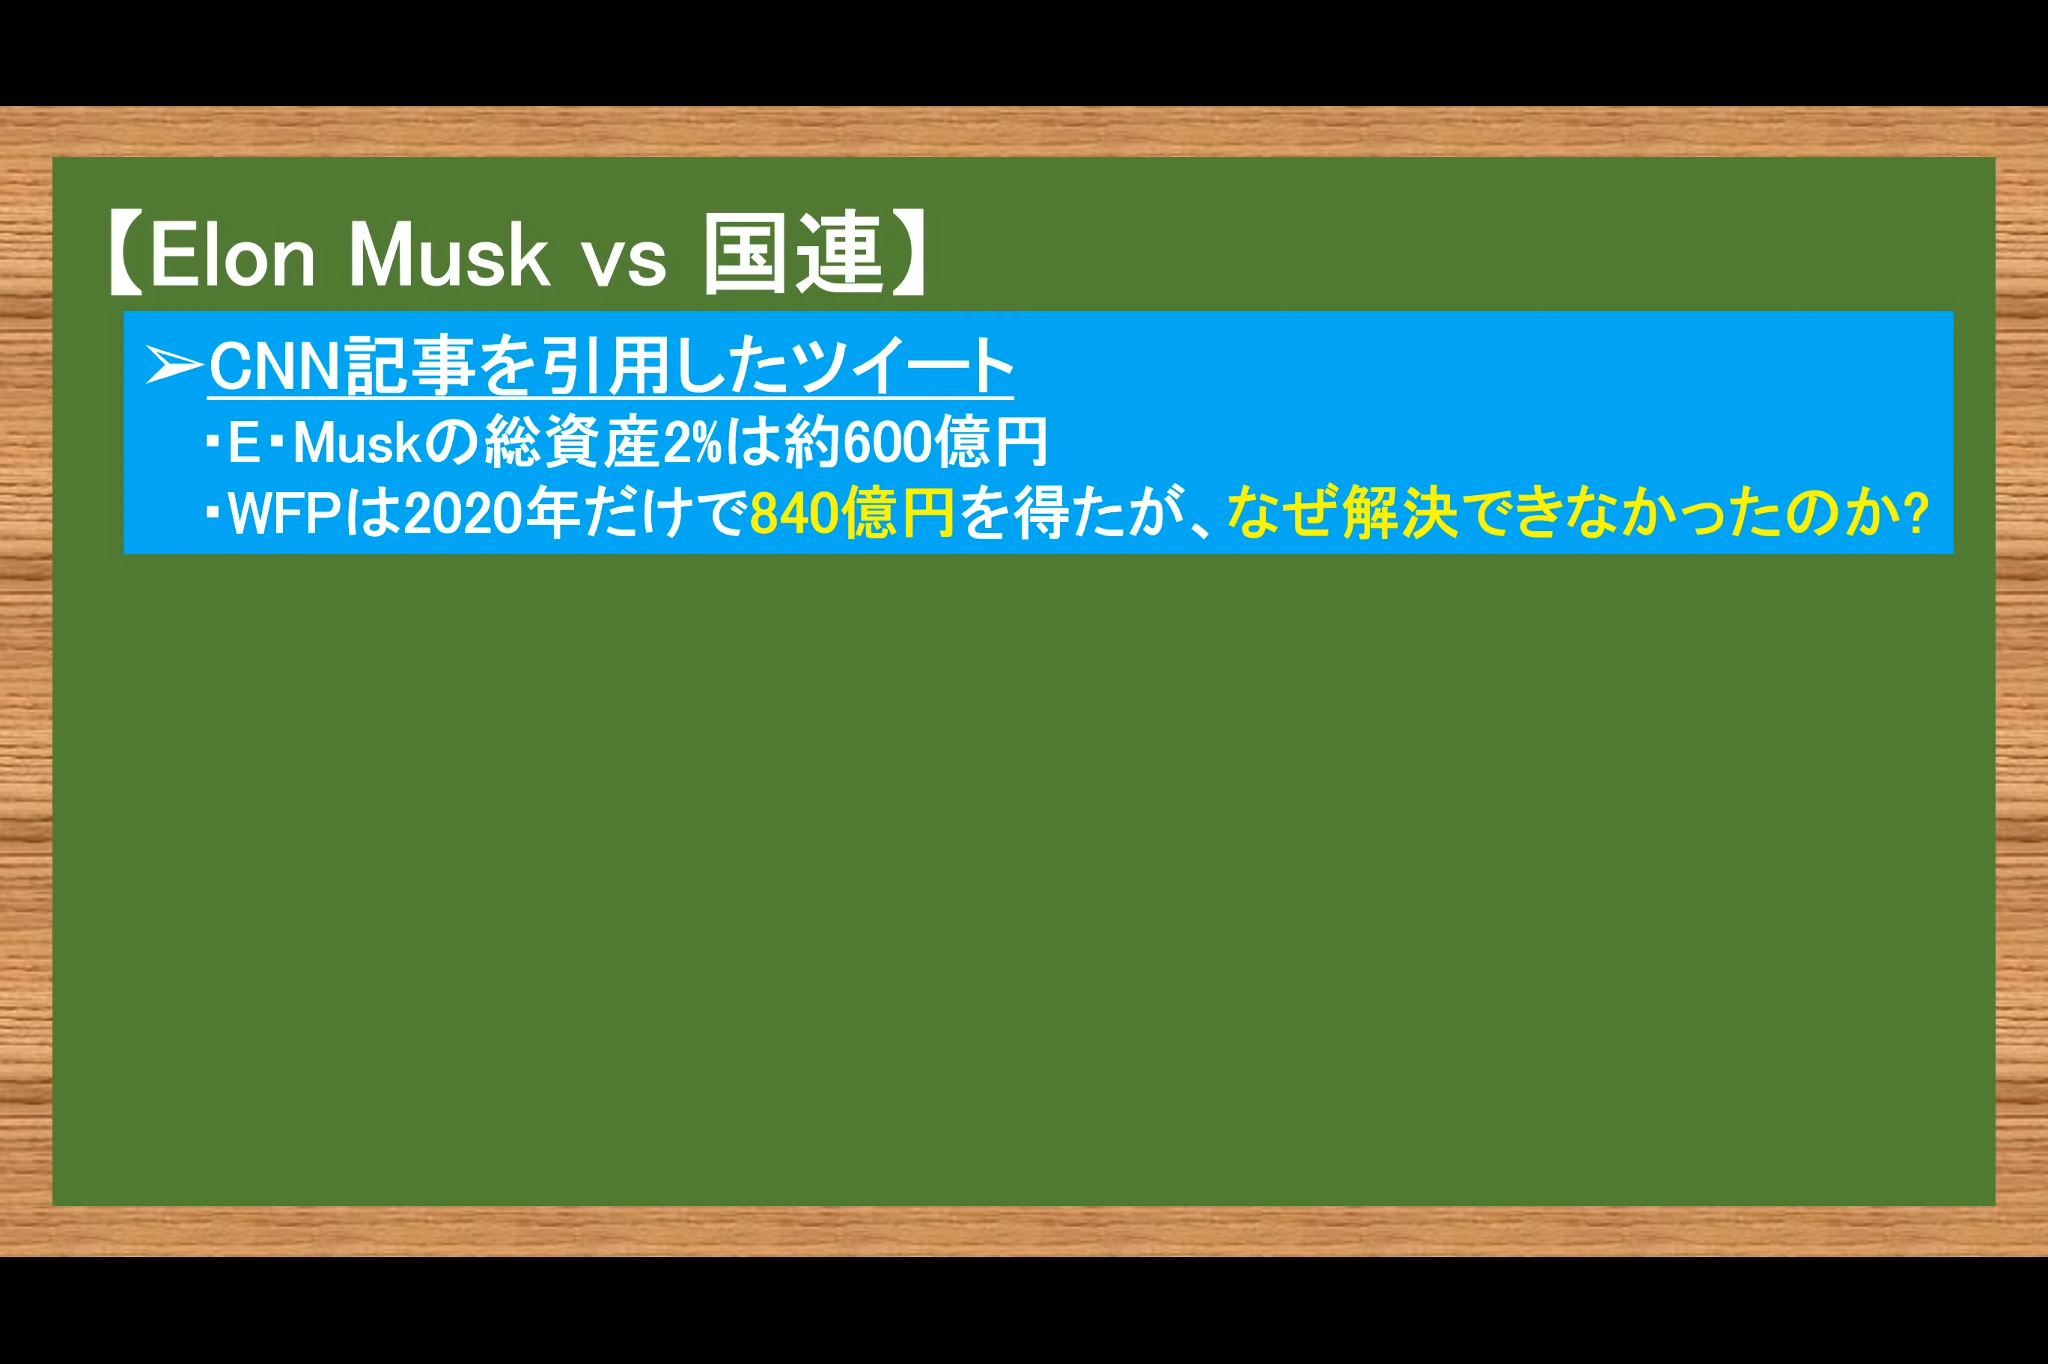 【Elon Musk vs 国連】
➢CNN記事を引用したツイート
・E・Muskの総資産2%は約600億円
・WFPは2020年だけで840億円を得たが、なぜ解決できなかったのか?